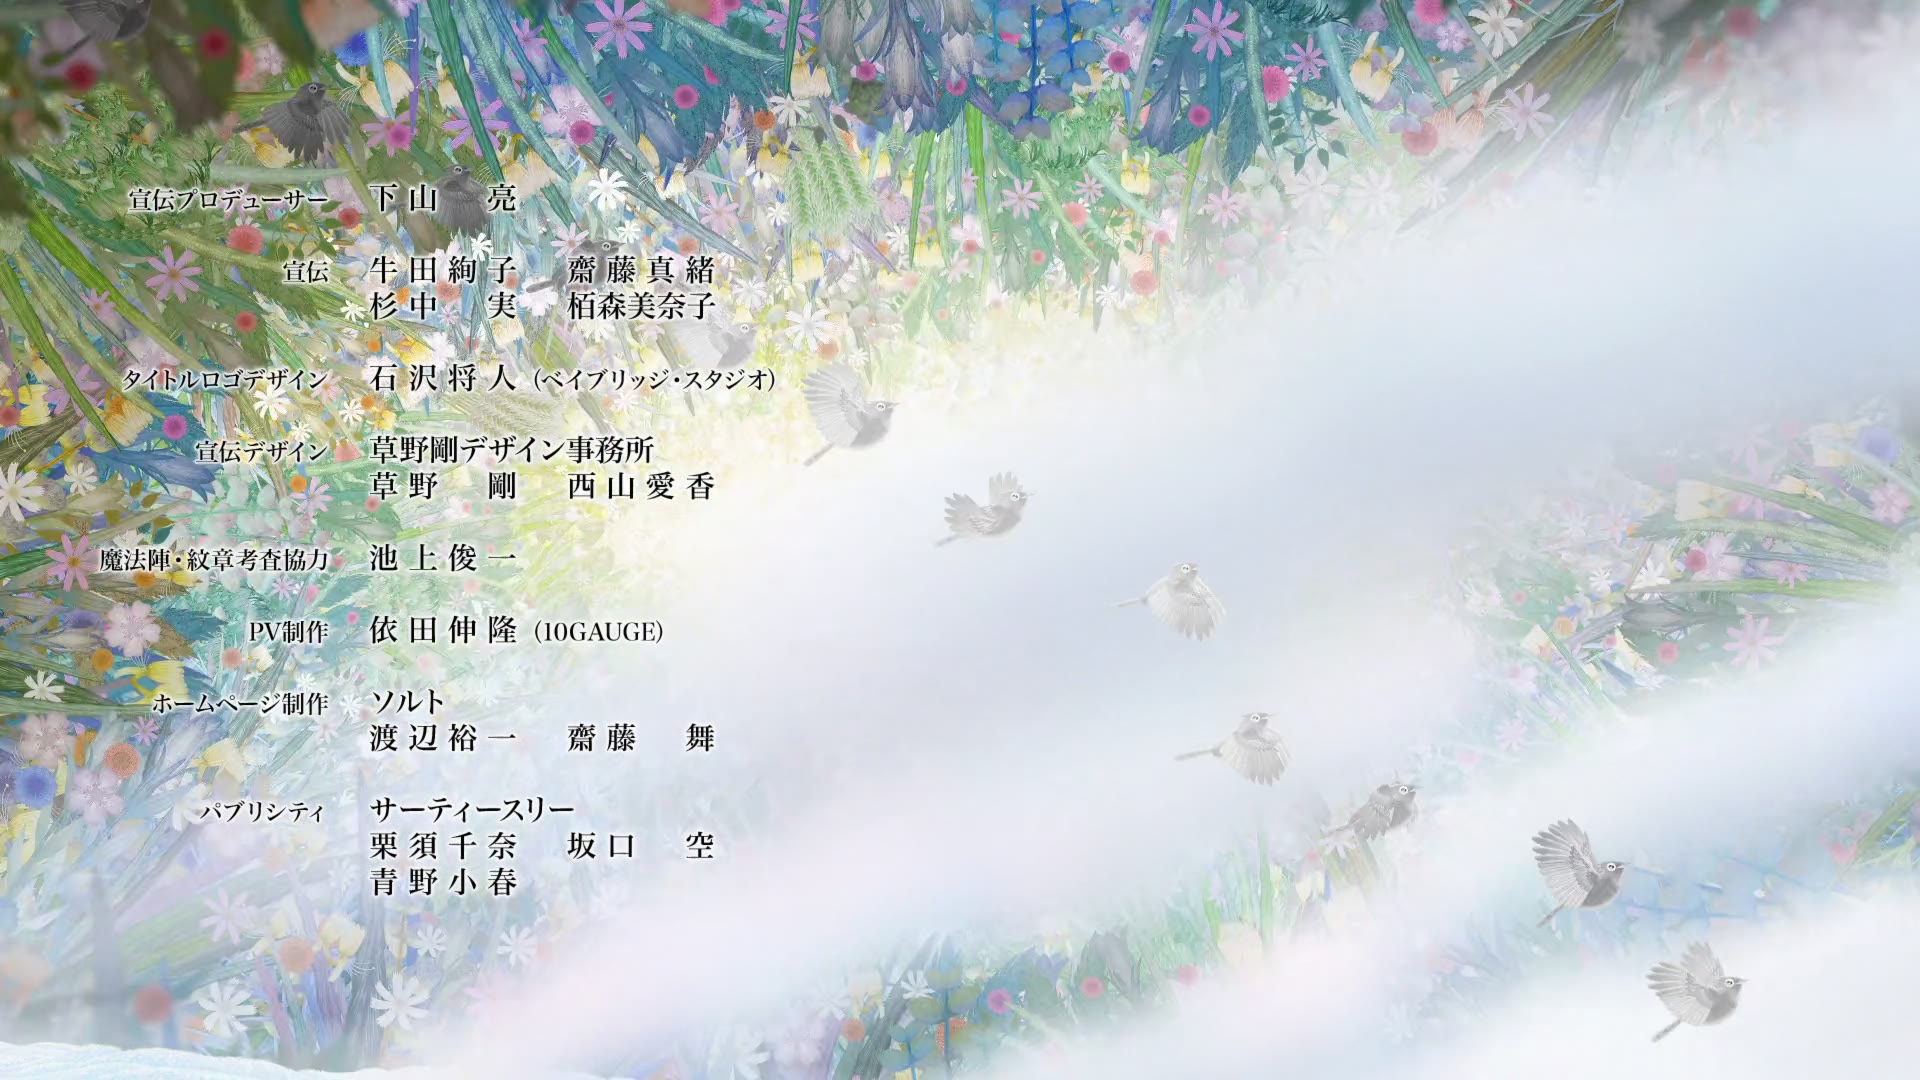 宣伝プロデューサー 下山 亮
宣伝 牛田絢子 齋藤真緒
杉中 実 栢森美奈子
タイトルロゴデザイン 石沢将人 (ベイブリッジ・スタジオ)
宣伝デザイン 草野剛デザイン事務所
草野 剛 西山愛香
魔法陣・紋章考査協力 池上俊一
PV制作 依田伸隆 (10GAUGE)
ホームページ制作 ソルト
渡辺裕一 齋藤 舞
パブリシティ サーティースリー
栗須千奈 坂口 空
青野小春